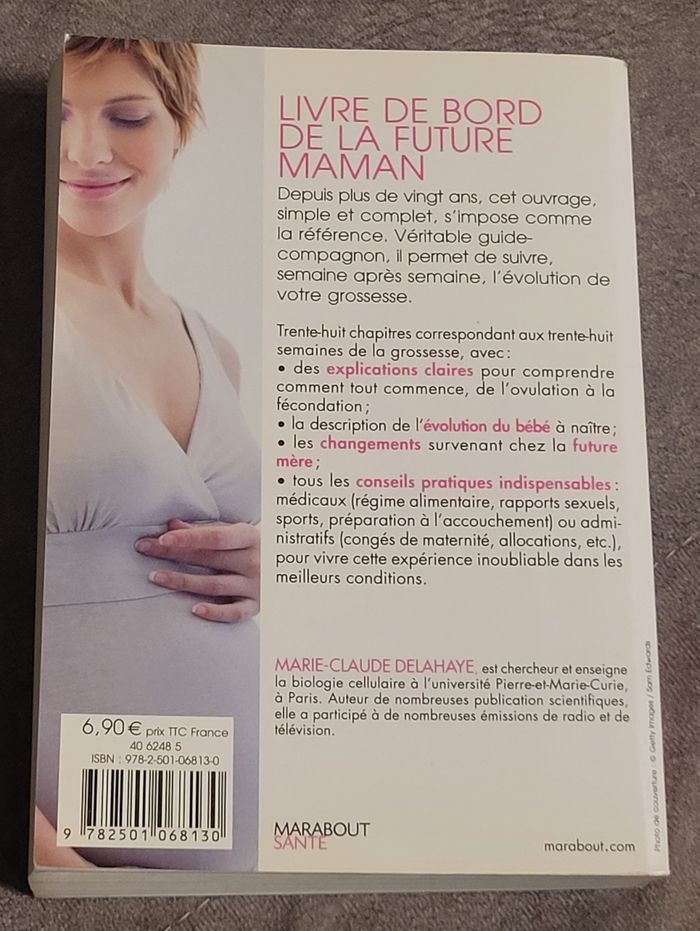 LIVRE DE BORD
DE LA FUTURE
MAMAN
Depuis plus de vingt ans, cet ouvrage,
simple et complet, s'impose comme
la référence. Véritable guide-
compagnon, il permet de suivre,
semaine après semaine, l'évolution de
votre grossesse.
Trente-huit chapitres correspondant aux trente-huit
semaines de la grossesse, avec :
• des explications claires pour comprendre
comment tout commence, de l'ovulation à la
fécondation ;
• la description de l'évolution du bébé à naître ;
• les changements survenant chez la future
mère ;
• tous les conseils pratiques indispensables :
médicaux (régime alimentaire, rapports sexuels,
sports, préparation à l'accouchement) ou admi-
nistratifs (congés de maternité, allocations, etc.),
pour vivre cette expérience inoubliable dans les
meilleurs conditions.
MARIE-CLAUDE DELAHAYE, est chercheur et enseigne
la biologie cellulaire à l'université Pierre-et-Marie-Curie,
à Paris. Auteur de nombreuses publication scientifiques,
elle a participé à de nombreuses émissions de radio et de
télévision.
6,90 € prix TTC France
40 6248 5
ISBN : 978-2-501-06813-0
9 782501 068130
MARABOUT
SANTÉ
marabout.com
Photo de couverture : © Getty Images / Sam Edwards